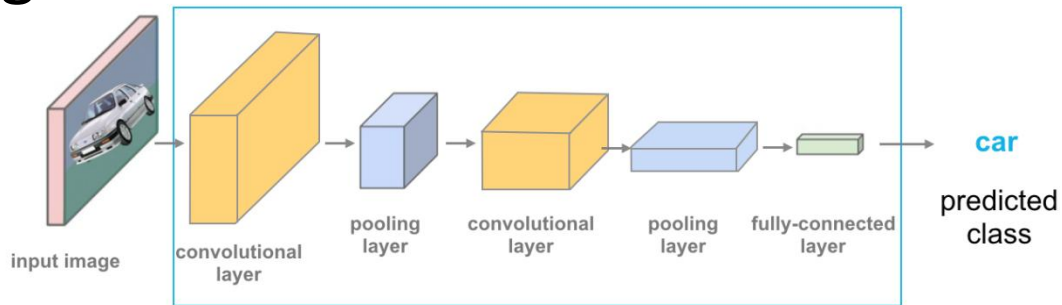 car
predicted
class
input image
convolutional
layer
pooling
layer
convolutional
layer
pooling
layer
fully-connected
layer